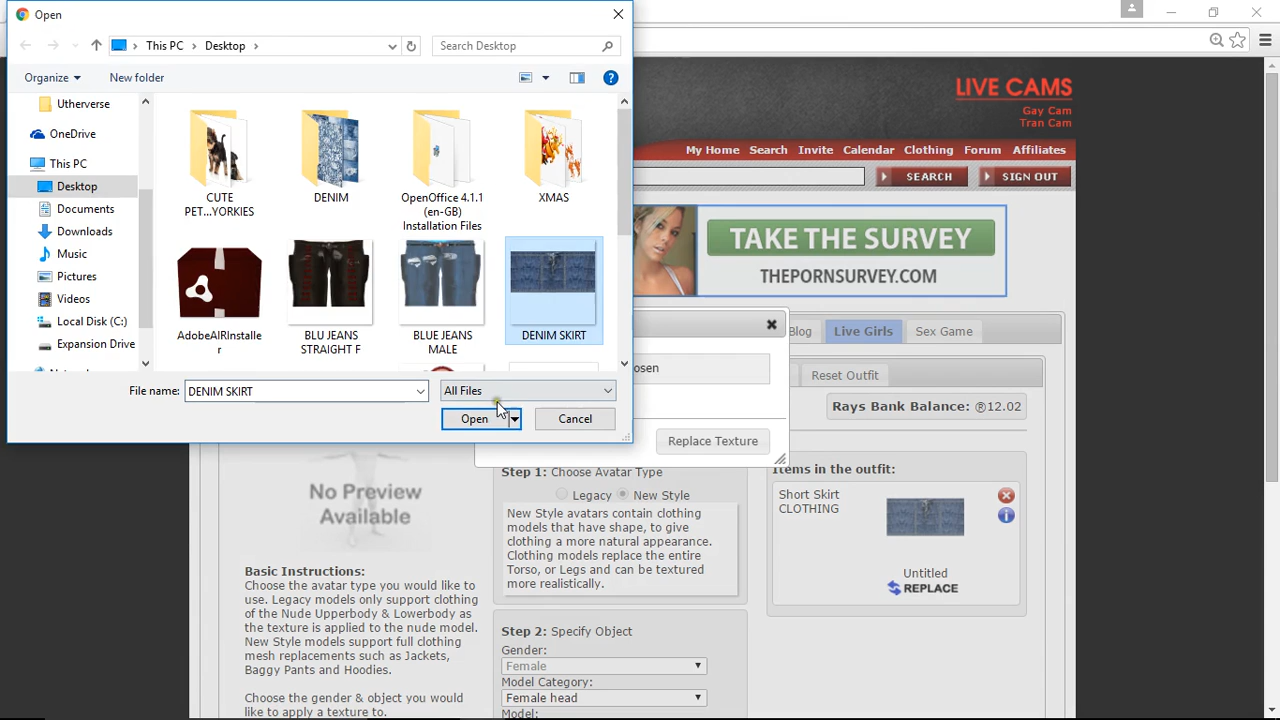 Open
This PC
Desktop
Search Desktop
Organize
New folder
Utherverse
OneDrive
This PC
Desktop
Documents
Downloads
Music
Pictures
Videos
Local Disk (C:)
Expansion Drive
CUTE
PET...YORKIES
DENIM
OpenOffice 4.1.1
(en-GB)
Installation Files
XMAS
AdobeAIRInstalle
r
BLU JEANS
STRAIGHT F
BLUE JEANS
MALE
DENIM SKIRT
File name:
DENIM SKIRT
All Files
Open
Cancel
LIVE CAMS
Gay Cam
Tran Cam
My Home
Search
Invite
Calendar
Clothing
Forum
Affiliates
SEARCH
SIGN OUT
TAKE THE SURVEY
THEPORNSURVEY.COM
Blog
Live Girls
Sex Game
osen
Reset Outfit
Rays Bank Balance: ®12.02
Replace Texture
No Preview
Available
Basic Instructions:
Choose the avatar type you would like to
use. Legacy models only support clothing
of the Nude Upperbody & Lowerbody as
the texture is applied to the nude model.
New Style models support full clothing
mesh replacements such as Jackets,
Baggy Pants and Hoodies.
Choose the gender & object you would
like to apply a texture to.
Step 1: Choose Avatar Type
Legacy
New Style
New Style avatars contain clothing
models that have shape, to give
clothing a more natural appearance.
Clothing models replace the entire
Torso, or Legs and can be textured
more realistically.
Step 2: Specify Object
Gender:
Female
Model Category:
Female head
Model:
Items in the outfit:
Short Skirt
CLOTHING
Untitled
REPLACE